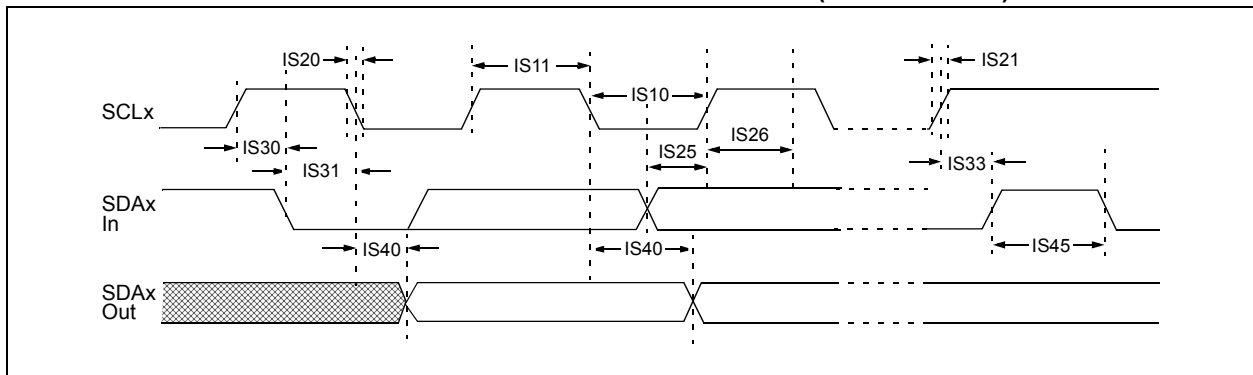 IS20
IS11
IS21
SCLx
IS10
IS30
IS31
IS25
IS26
IS33
SDAx
In
IS40
IS40
IS45
SDAx
Out